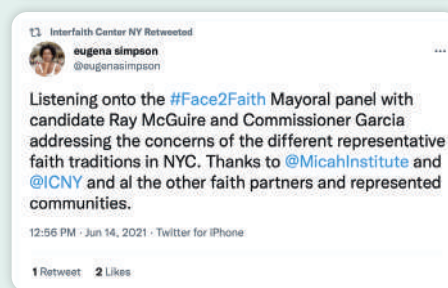 Interfaith Center NY Retweeted
eugena simpson
@eugenasimpson
Listening onto the #Face2Faith Mayoral panel with
candidate Ray McGuire and Commissioner Garcia
addressing the concerns of the different representative
faith traditions in NYC. Thanks to @MicahInstitute and
@ICNY and al the other faith partners and represented
communities.
12:56 PM · Jun 14, 2021 · Twitter for iPhone
1 Retweet 2 Likes